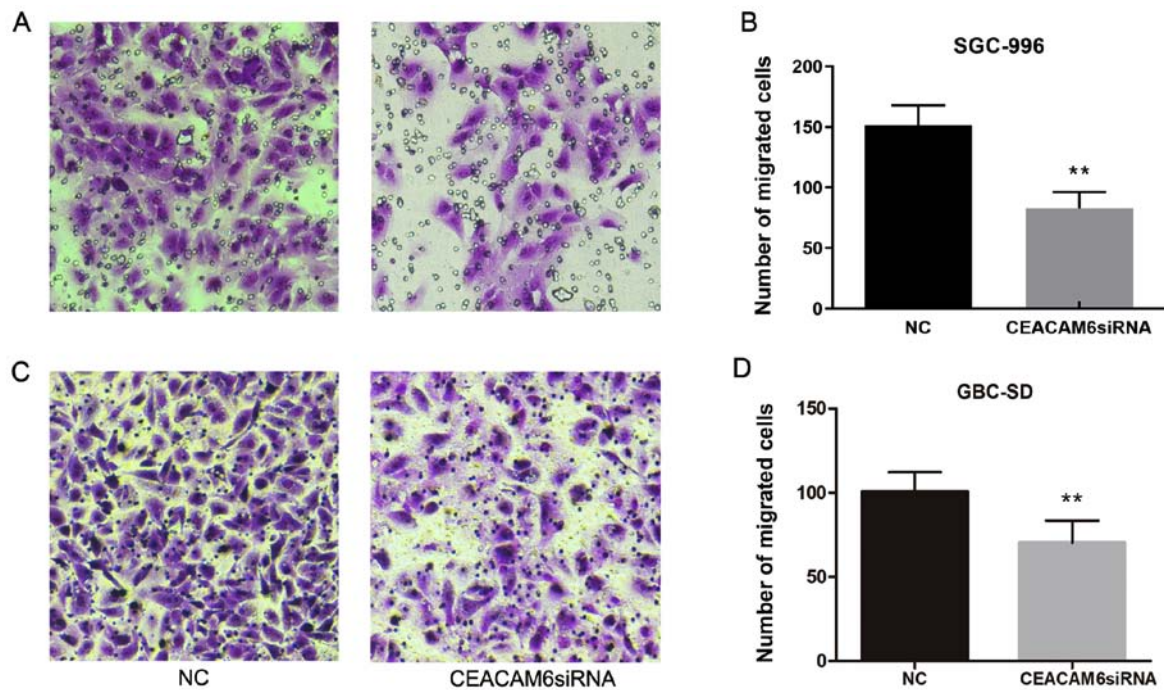 A
B
SGC-996
Number of migrated cells
200
150
100
50
0
**
NC
CEACAM6siRNA
C
NC
CEACAM6siRNA
D
GBC-SD
Number of migrated cells
150
100
50
0
**
NC
CEACAM6siRNA